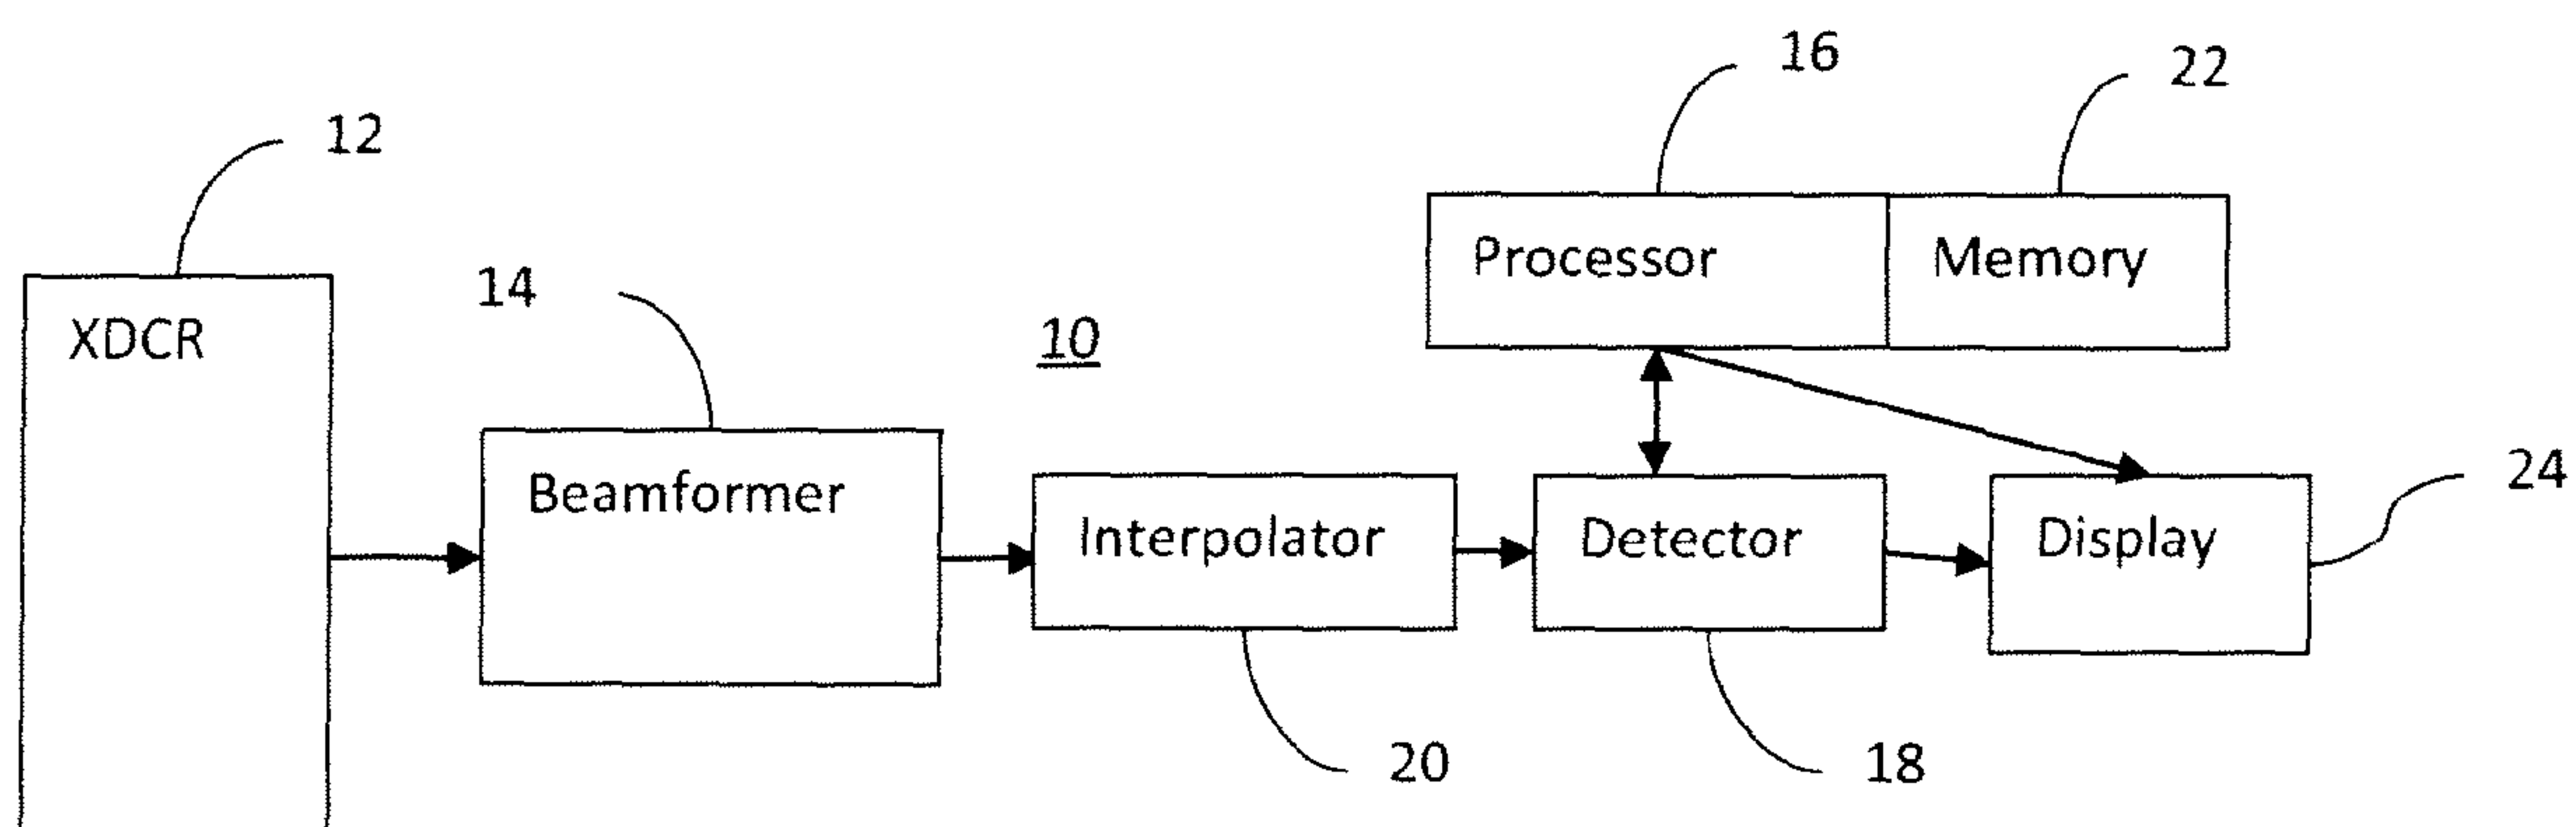 16
22
12
Processor
Memory
14
XDCR
10
24
Beamformer
Interpolator
Detector
Display
20
18